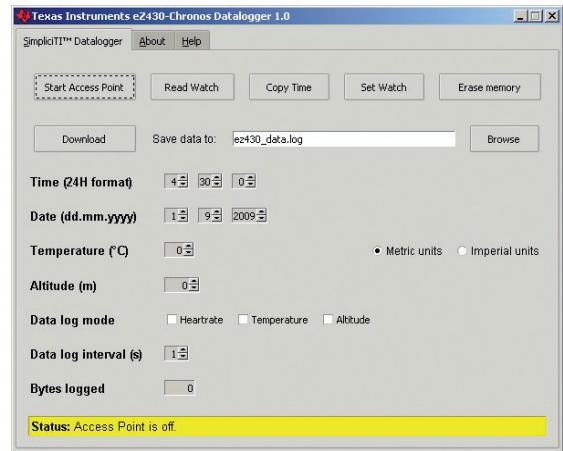 Texas Instruments eZ430-Chronos Datalogger 1.0
SimpliciTI™ Datalogger About Help
Start Access Point Read Watch Copy Time Set Watch Erase memory
Download Save data to: ez430_data.log Browse
Time (24H format) 4 30 0
Date (dd.mm.yyyy) 1 9 2009
Temperature (°C) 0 Metric units Imperial units
Altitude (m) 0
Data log mode Heartrate Temperature Altitude
Data log interval (s) 1
Bytes logged 0
Status: Access Point is off.